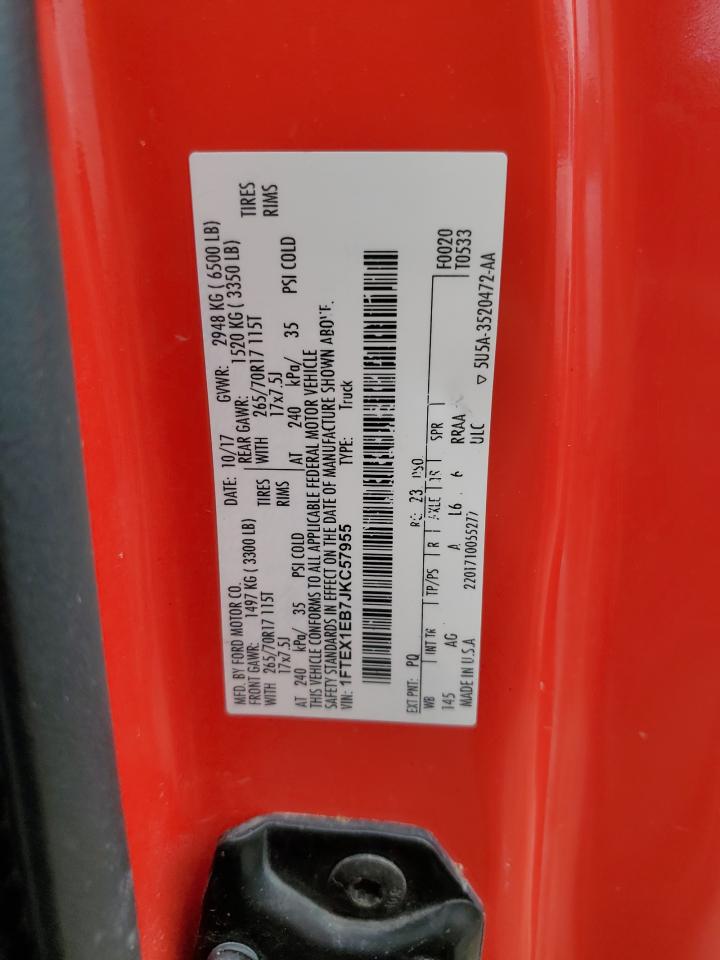 MFD. BY FORD MOTOR CO. DATE: 10/17 GVWR: 2948 KG ( 6500 LB)
FRONT GAWR: 1497 KG ( 3300 LB) REAR GAWR: 1520 KG ( 3350 LB)
WITH 265/70R17 115T TIRES WITH 265/70R17 115T TIRES
17x7.5J RIMS 17x7.5J RIMS
AT 240 kPa/ 35 PSI COLD AT 240 kPa/ 35 PSI COLD
THIS VEHICLE CONFORMS TO ALL APPLICABLE FEDERAL MOTOR VEHICLE
SAFETY STANDARDS IN EFFECT ON THE DATE OF MANUFACTURE SHOWN ABOVE.
VIN: 1FTEX1EB7JKC57955 TYPE: Truck
F0020
T0533
EXT PNT: PQ 23
WB INT TR TP/PS R AXLE SPR
145 AG A L6 6 RRAA
MADE IN U.S.A 2201710055277 ULC ▽ 5U5A-3520472-AA